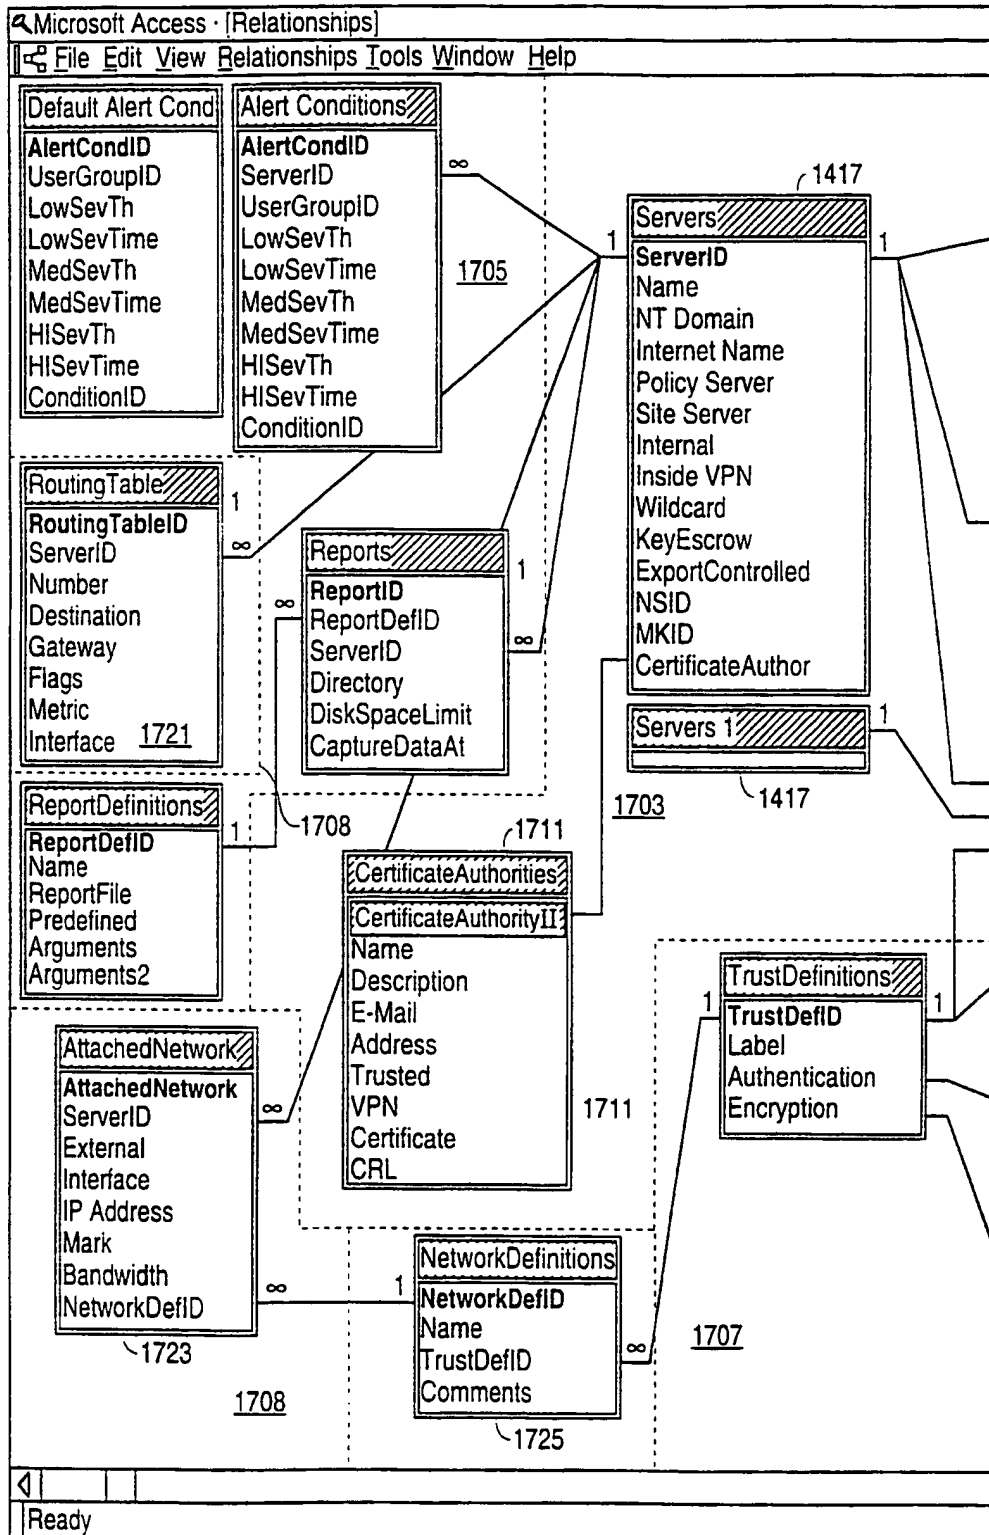 Microsoft Access · [Relationships]
File Edit View Relationships Tools Window Help
Default Alert Cond
AlertCondID
UserGroupID
LowSevTh
LowSevTime
MedSevTh
MedSevTime
HISevTh
HISevTime
ConditionID
Alert Conditions
AlertCondID
ServerID
UserGroupID
LowSevTh
LowSevTime
MedSevTh
MedSevTime
HISevTh
HISevTime
ConditionID
∞
1705
1417
Servers
1
1
ServerID
Name
NT Domain
Internet Name
Policy Server
Site Server
Internal
Inside VPN
Wildcard
KeyEscrow
ExportControlled
NSID
MKID
CertificateAuthor
Servers 1
1
1417
1703
RoutingTable
1
RoutingTableID
ServerID
∞
Number
Destination
Gateway
Flags
Metric
Interface
1721
1708
Reports
1
∞
ReportID
ReportDefID
ServerID
∞
Directory
DiskSpaceLimit
CaptureDataAt
ReportDefinitions
1
ReportDefID
Name
ReportFile
Predefined
Arguments
Arguments2
1711
CertificateAuthorities
CertificateAuthorityII
Name
Description
E-Mail
Address
Trusted
VPN
Certificate
CRL
1711
TrustDefinitions
1
1
TrustDefID
Label
Authentication
Encryption
AttachedNetwork
AttachedNetwork
ServerID
∞
External
Interface
IP Address
Mark
Bandwidth
NetworkDefID
∞
1723
1708
NetworkDefinitions
1
NetworkDefID
Name
TrustDefID
∞
Comments
1725
1707
Ready